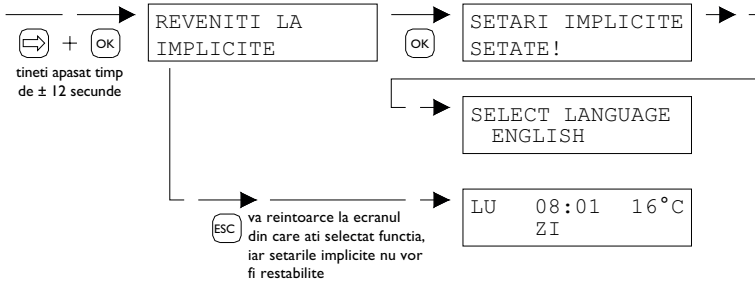 + OK
tineti apasat timp
de ± 12 secunde
REVENITI LA
IMPLICITE
OK
SETARI IMPLICITE
SETATE!
SELECT LANGUAGE
ENGLISH
ESC
va reintoarce la ecranul
din care ati selectat functia,
iar setarile implicite nu vor
fi restabilite
LU 08:01 16°C
ZI